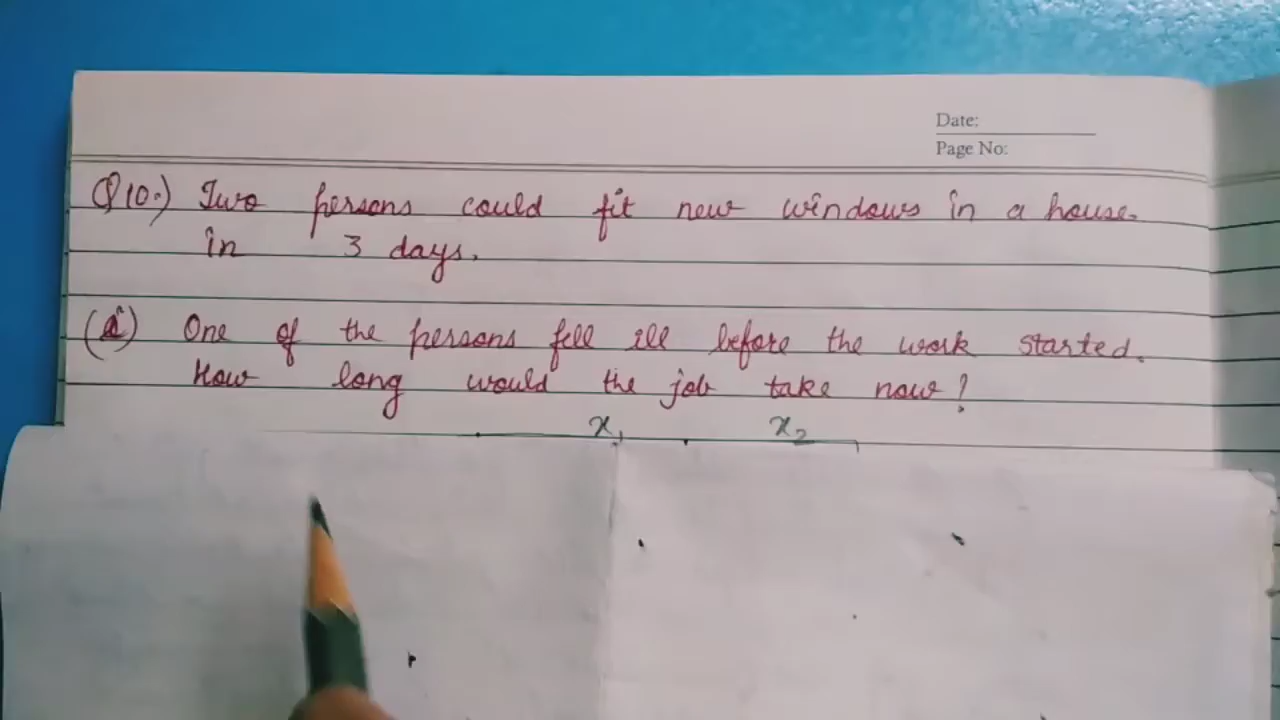 Date:
Page No:
Q10.) Two persons could fit new windows in a house.
in 3 days.
One of the persons fell ill before the work started.
How long would the job take now?
x₁ x₂